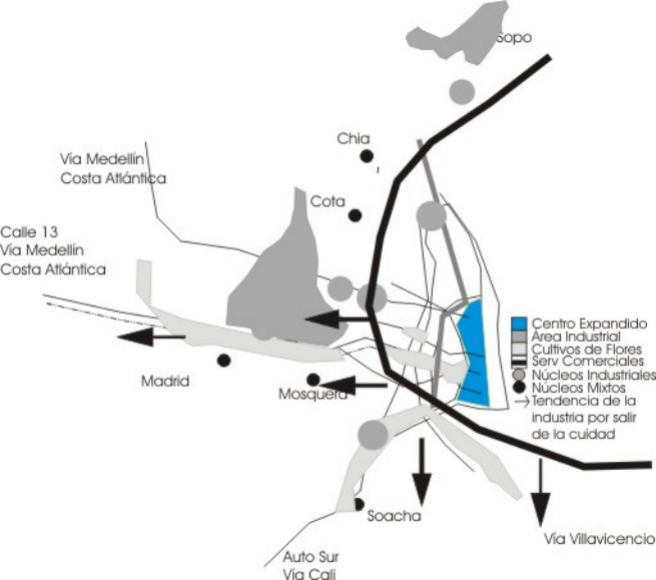 Sopo
Chia
Vía Medellín
Costa Atlántica
Cota
Calle 13
Vía Medellín
Costa Atlántica
Centro Expandido
Área Industrial
Cultivos de Flores
Serv Comerciales
Núcleos Industriales
Núcleos Mixtos
Tendencia de la
industria por salir
de la cuidad
Madrid
Mosquera
Soacha
Vía Villavicencio
Auto Sur
Vía Cali